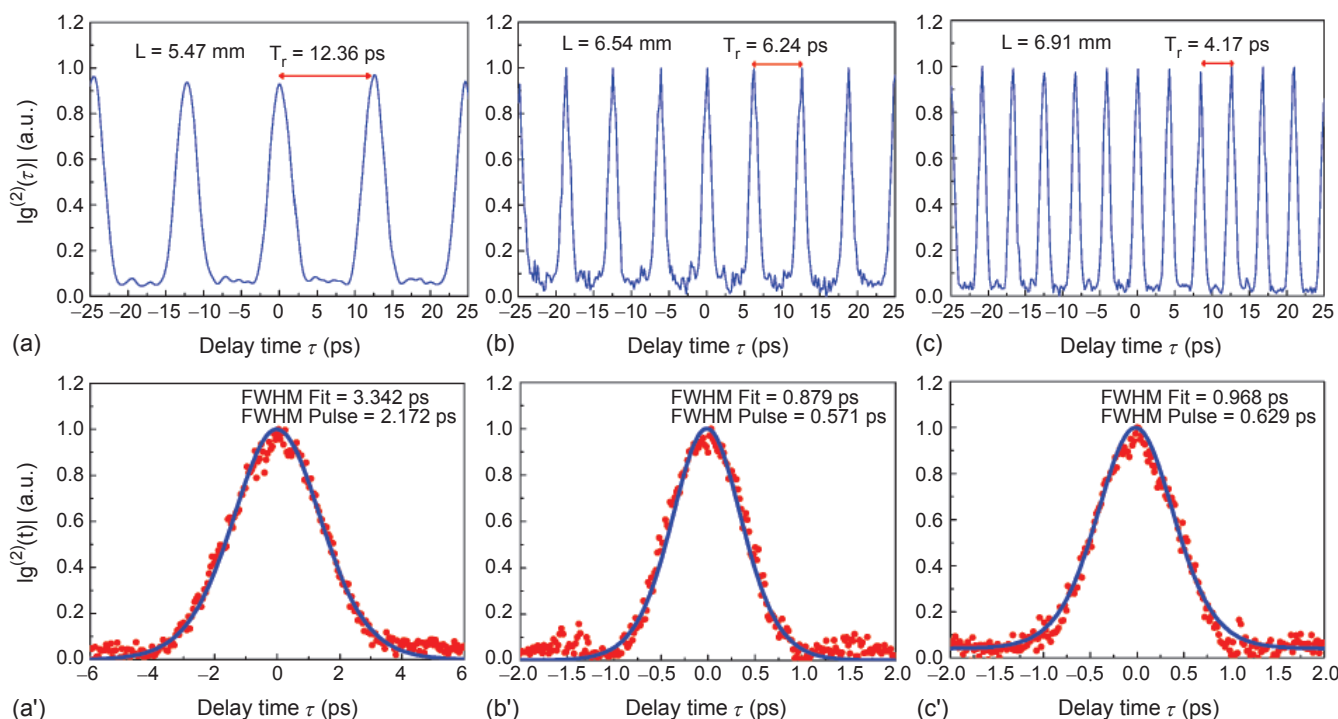 L = 5.47 mm
T_r = 12.36 ps
|g^(2)(τ)| (a.u.)
1.2
1.0
0.8
0.6
0.4
0.2
0.0
−25 −20 −15 −10 −5 0 5 10 15 20 25
(a) Delay time τ (ps)
L = 6.54 mm
T_r = 6.24 ps
1.2
1.0
0.8
0.6
0.4
0.2
0.0
−25 −20 −15 −10 −5 0 5 10 15 20 25
(b) Delay time τ (ps)
L = 6.91 mm
T_r = 4.17 ps
1.2
1.0
0.8
0.6
0.4
0.2
0.0
−25 −20 −15 −10 −5 0 5 10 15 20 25
(c) Delay time τ (ps)
FWHM Fit = 3.342 ps
FWHM Pulse = 2.172 ps
|g^(2)(t)| (a.u.)
1.2
1.0
0.8
0.6
0.4
0.2
0.0
−6 −4 −2 0 2 4 6
(a') Delay time τ (ps)
FWHM Fit = 0.879 ps
FWHM Pulse = 0.571 ps
1.2
1.0
0.8
0.6
0.4
0.2
0.0
−2.0 −1.5 −1.0 −0.5 0.0 0.5 1.0 1.5 2.0
(b') Delay time τ (ps)
FWHM Fit = 0.968 ps
FWHM Pulse = 0.629 ps
1.2
1.0
0.8
0.6
0.4
0.2
0.0
−2.0 −1.5 −1.0 −0.5 0.0 0.5 1.0 1.5 2.0
(c') Delay time τ (ps)